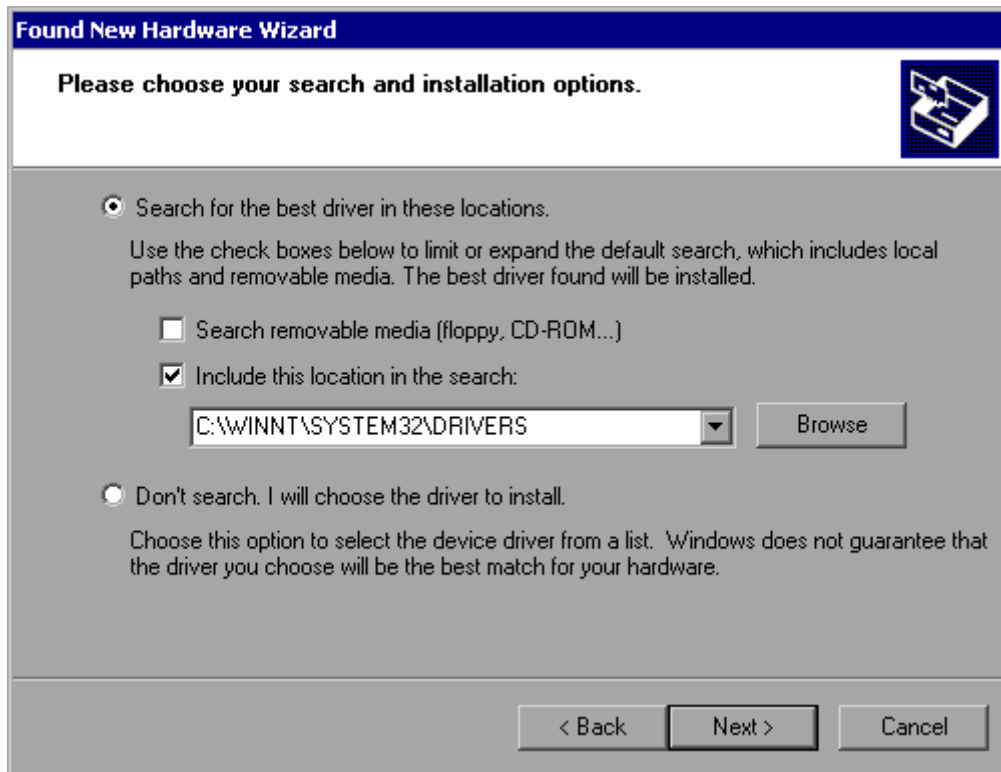 Found New Hardware Wizard
Please choose your search and installation options.
Search for the best driver in these locations.
Use the check boxes below to limit or expand the default search, which includes local
paths and removable media. The best driver found will be installed.
Search removable media (floppy, CD-ROM...)
Include this location in the search:
C:\WINNT\SYSTEM32\DRIVERS
Browse
Don't search. I will choose the driver to install.
Choose this option to select the device driver from a list.  Windows does not guarantee that
the driver you choose will be the best match for your hardware.
< Back
Next >
Cancel